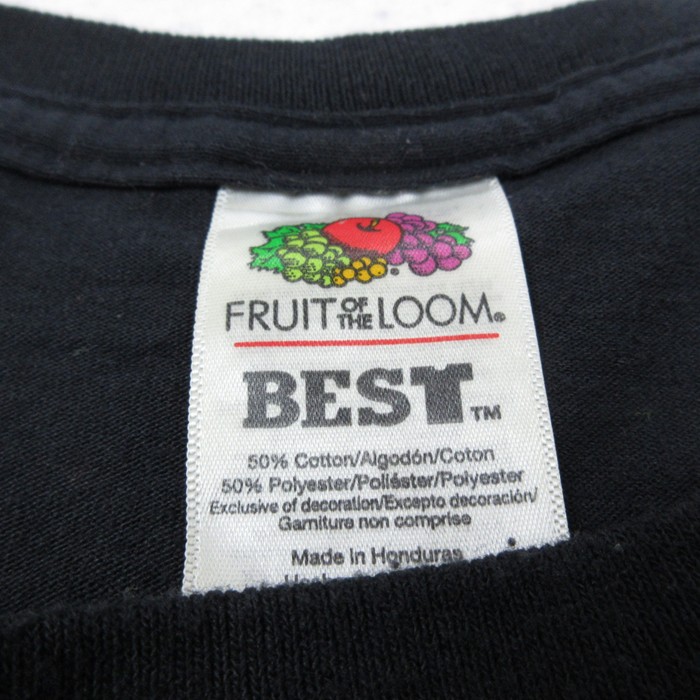 FRUIT OF THE LOOM®
BEST™
50% Cotton/Algodón/Coton
50% Polyester/Poliéster/Polyester
Exclusive of decoration/Excepto decoración/
Garniture non comprise
Made in Honduras